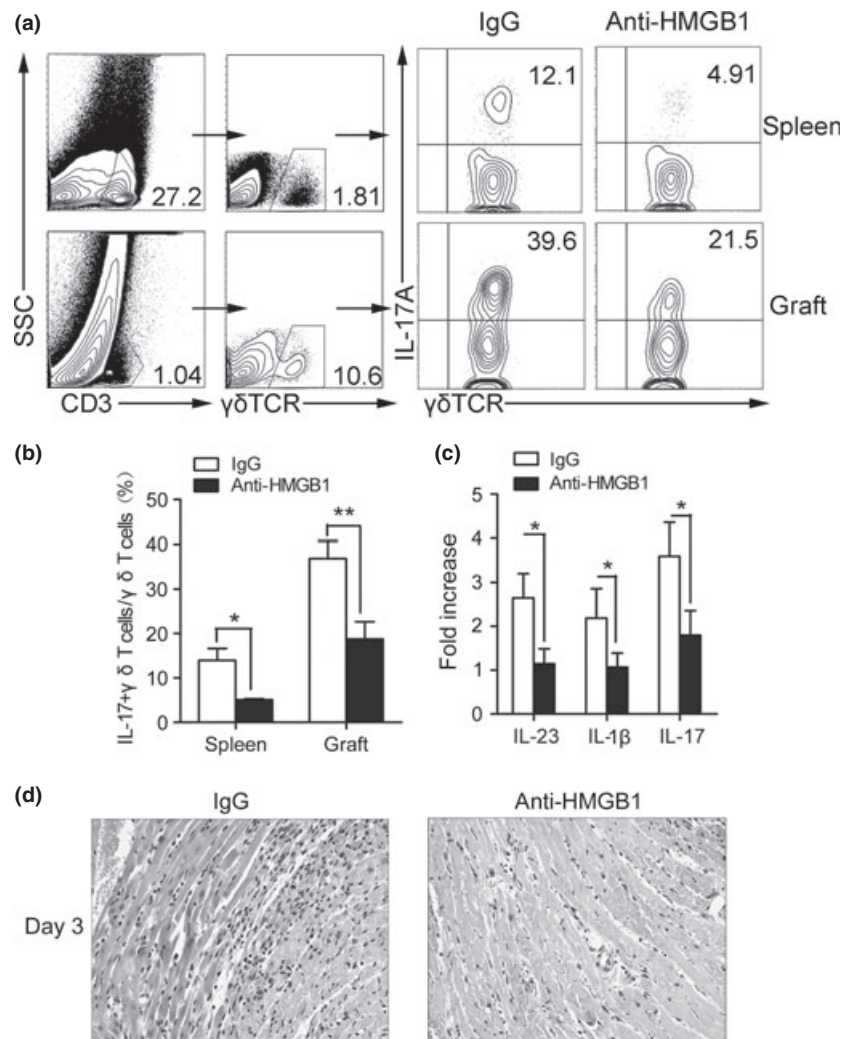 (a)
IgG
Anti-HMGB1
SSC
27.2
1.81
IL-17A
12.1
4.91
Spleen
1.04
10.6
39.6
21.5
Graft
CD3
γδTCR
γδTCR
(b)
IgG
Anti-HMGB1
IL-17+γ δ T cells/γ δ T cells (%)
50
40
30
20
10
0
**
*
Spleen
Graft
(c)
IgG
Anti-HMGB1
Fold increase
5
4
3
2
1
0
*
*
*
IL-23
IL-1β
IL-17
(d)
IgG
Anti-HMGB1
Day 3